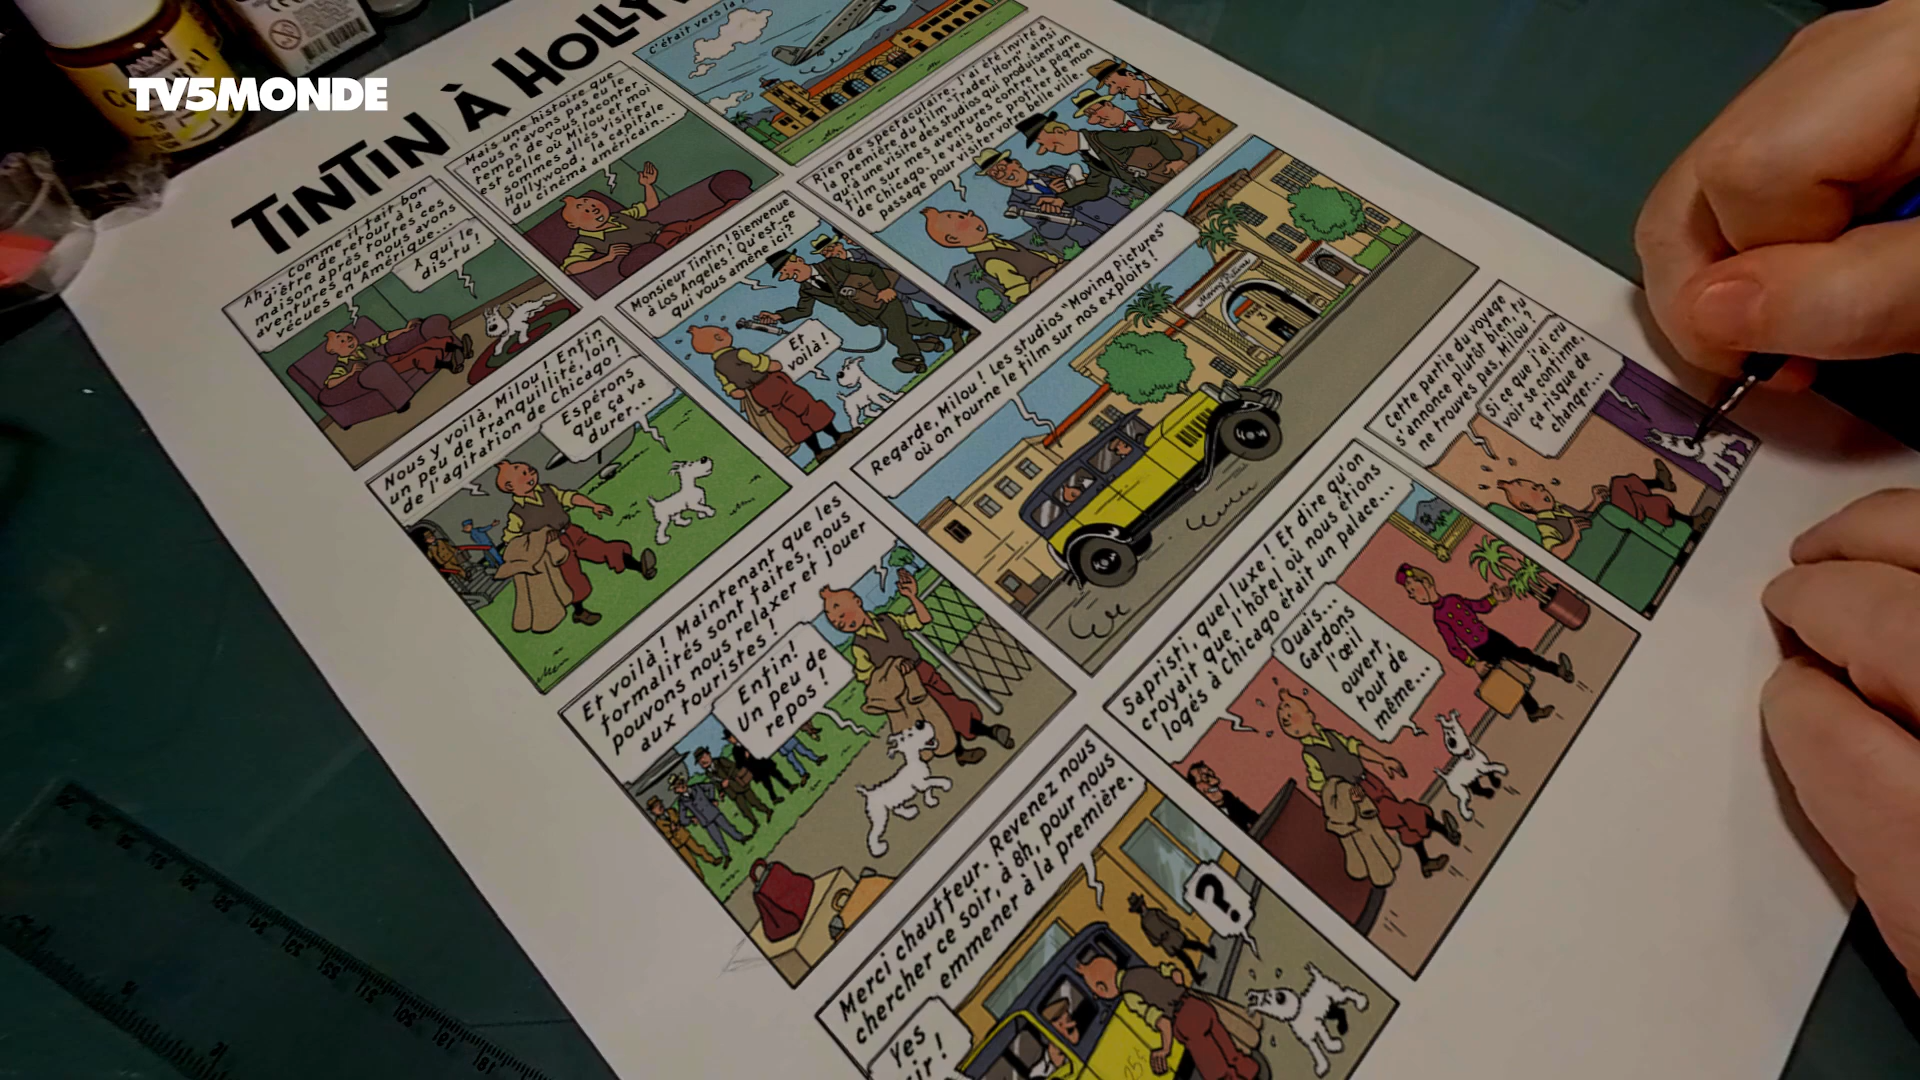 TV5MONDE
TINTIN À HOLLY
Ah... Comme il fait bon
d'être de retour à la
maison après toutes ces
aventures que nous avons
vécues en Amérique...
À qui le
dis-tu !
Mais une histoire que
nous n'avons pas eu le
temps de vous raconter
est celle où Milou et moi
sommes allés visiter
Hollywood, la capitale
du cinéma américain...
C'était vers la
Nous y voilà, Milou ! Enfin
un peu de tranquillité, loin
de l'agitation de Chicago !
Espérons
que ça va
durer...
Monsieur Tintin ! Bienvenue
à Los Angeles ! Qu'est-ce
qui vous amène ici ?
Et
voilà !
Rien de spectaculaire. J'ai été invité à
la première du film "Trader Horn", ainsi
qu'à une visite des studios qui produisent un
film sur mes aventures contre la pègre
de Chicago. Je vais donc profiter de mon
passage pour visiter votre belle ville.
Et voilà ! Maintenant que les
formalités sont faites, nous
pouvons nous relaxer et jouer
aux touristes !
Enfin !
Un peu de
repos !
Regarde, Milou ! Les studios "Moving Pictures"
où on tourne le film sur nos exploits !
Moving Pictures
Merci chauffeur. Revenez nous
chercher ce soir, à 8h, pour nous
emmener à la première.
Yes
sir !
?
25¢
Sapristi, quel luxe ! Et dire qu'on
croyait que l'hôtel où nous étions
logés à Chicago était un palace...
Ouais...
Gardons
l'œil
ouvert,
tout de
même...
Cette partie du voyage
s'annonce plutôt bien, tu
ne trouves pas, Milou ?
Si ce que j'ai cru
voir se confirme,
ça risque de
changer...